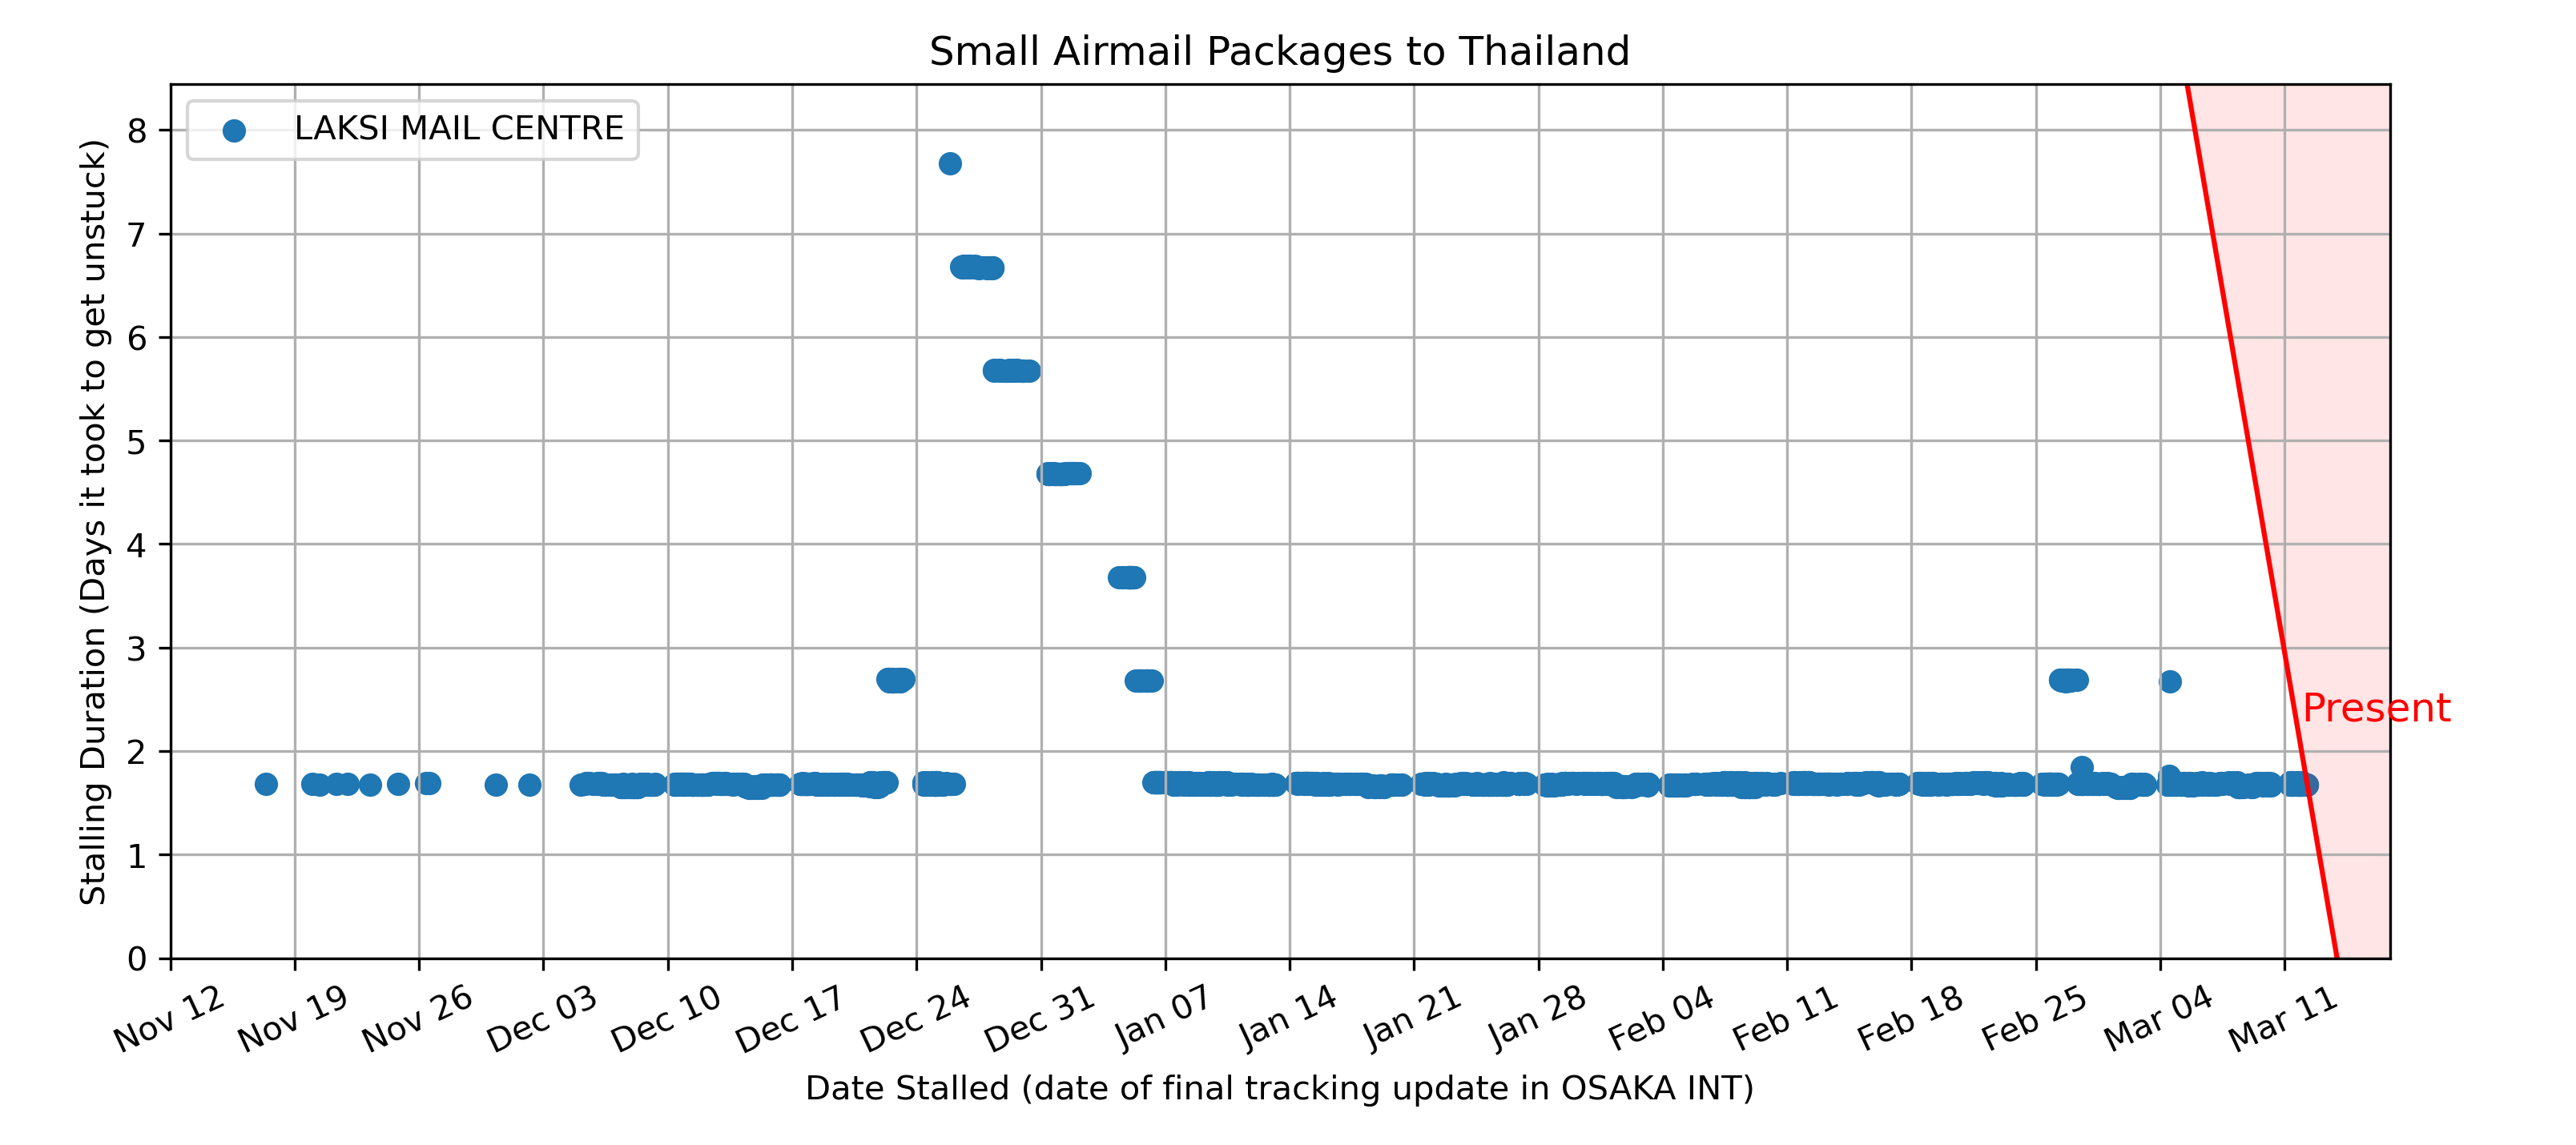 Small Airmail Packages to Thailand
LAKSI MAIL CENTRE
Stalling Duration (Days it took to get unstuck)
8
7
6
5
4
3
2
1
0
Present
Nov 12 Nov 19 Nov 26 Dec 03 Dec 10 Dec 17 Dec 24 Dec 31 Jan 07 Jan 14 Jan 21 Jan 28 Feb 04 Feb 11 Feb 18 Feb 25 Mar 04 Mar 11
Date Stalled (date of final tracking update in OSAKA INT)